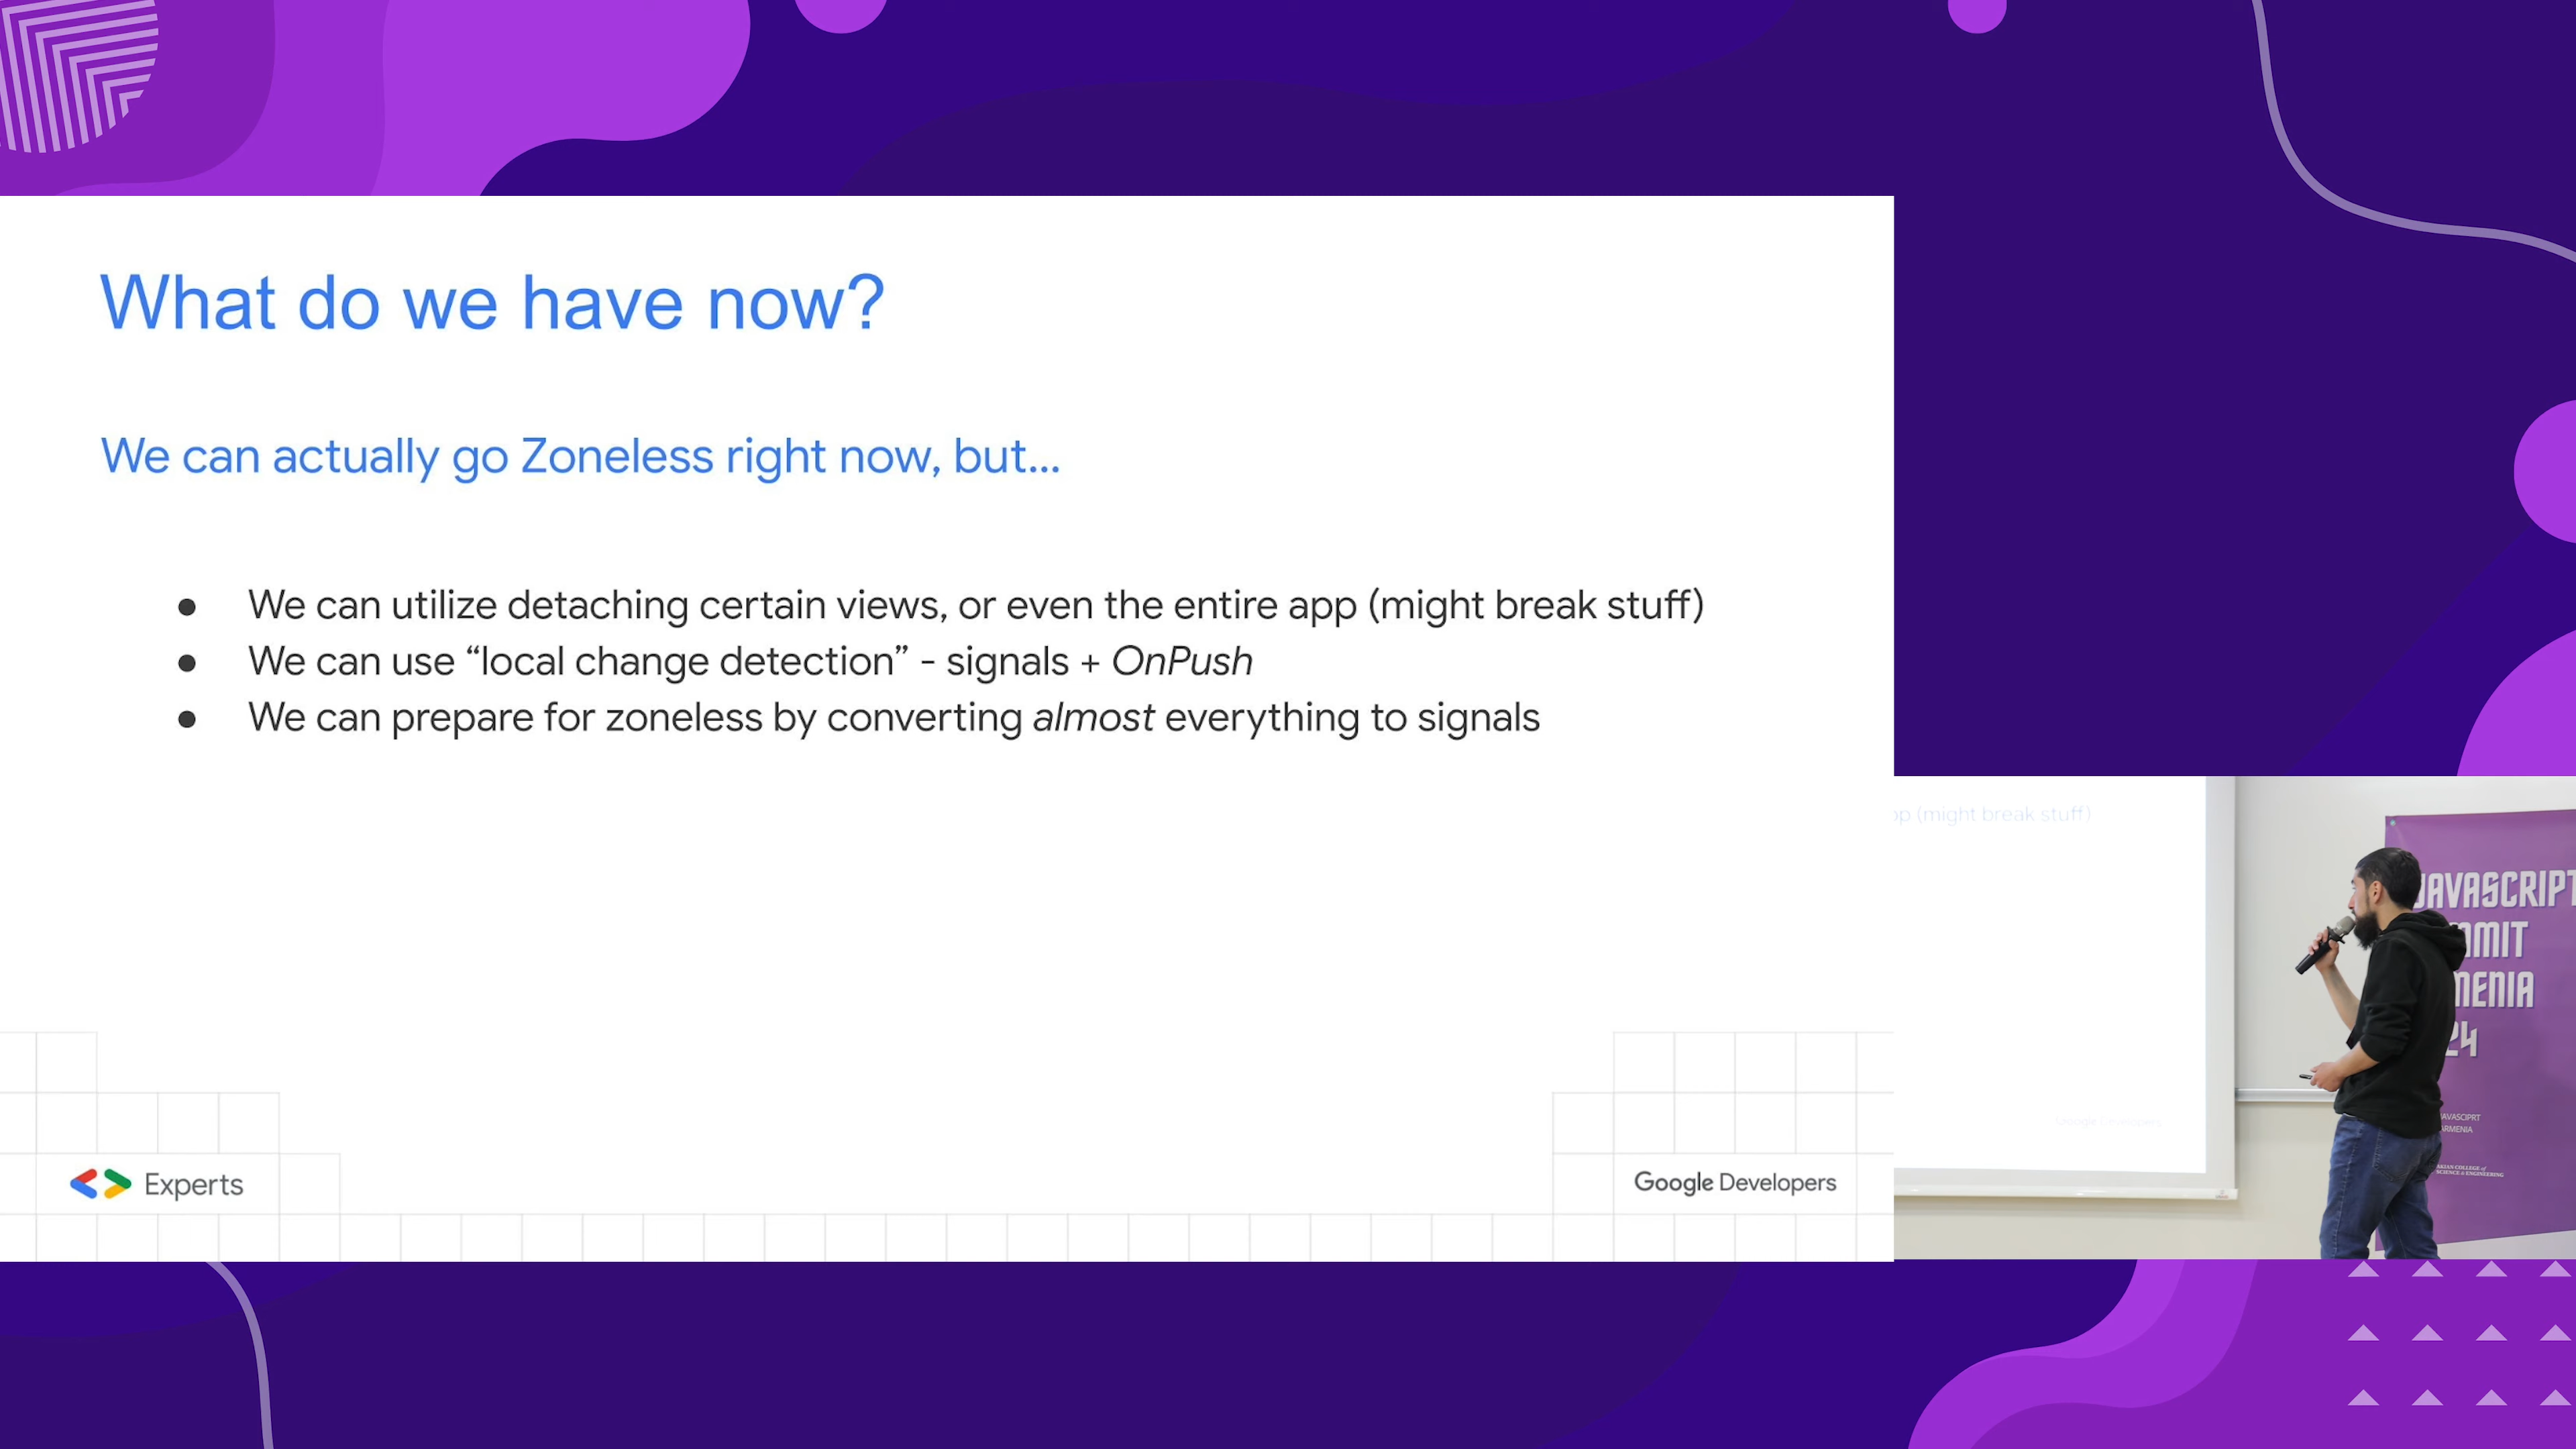 What do we have now?
We can actually go Zoneless right now, but...
● We can utilize detaching certain views, or even the entire app (might break stuff)
● We can use “local change detection” - signals + OnPush
● We can prepare for zoneless by converting almost everything to signals
Experts
Google Developers
(might break stuff)
JAVASCRIPT
24